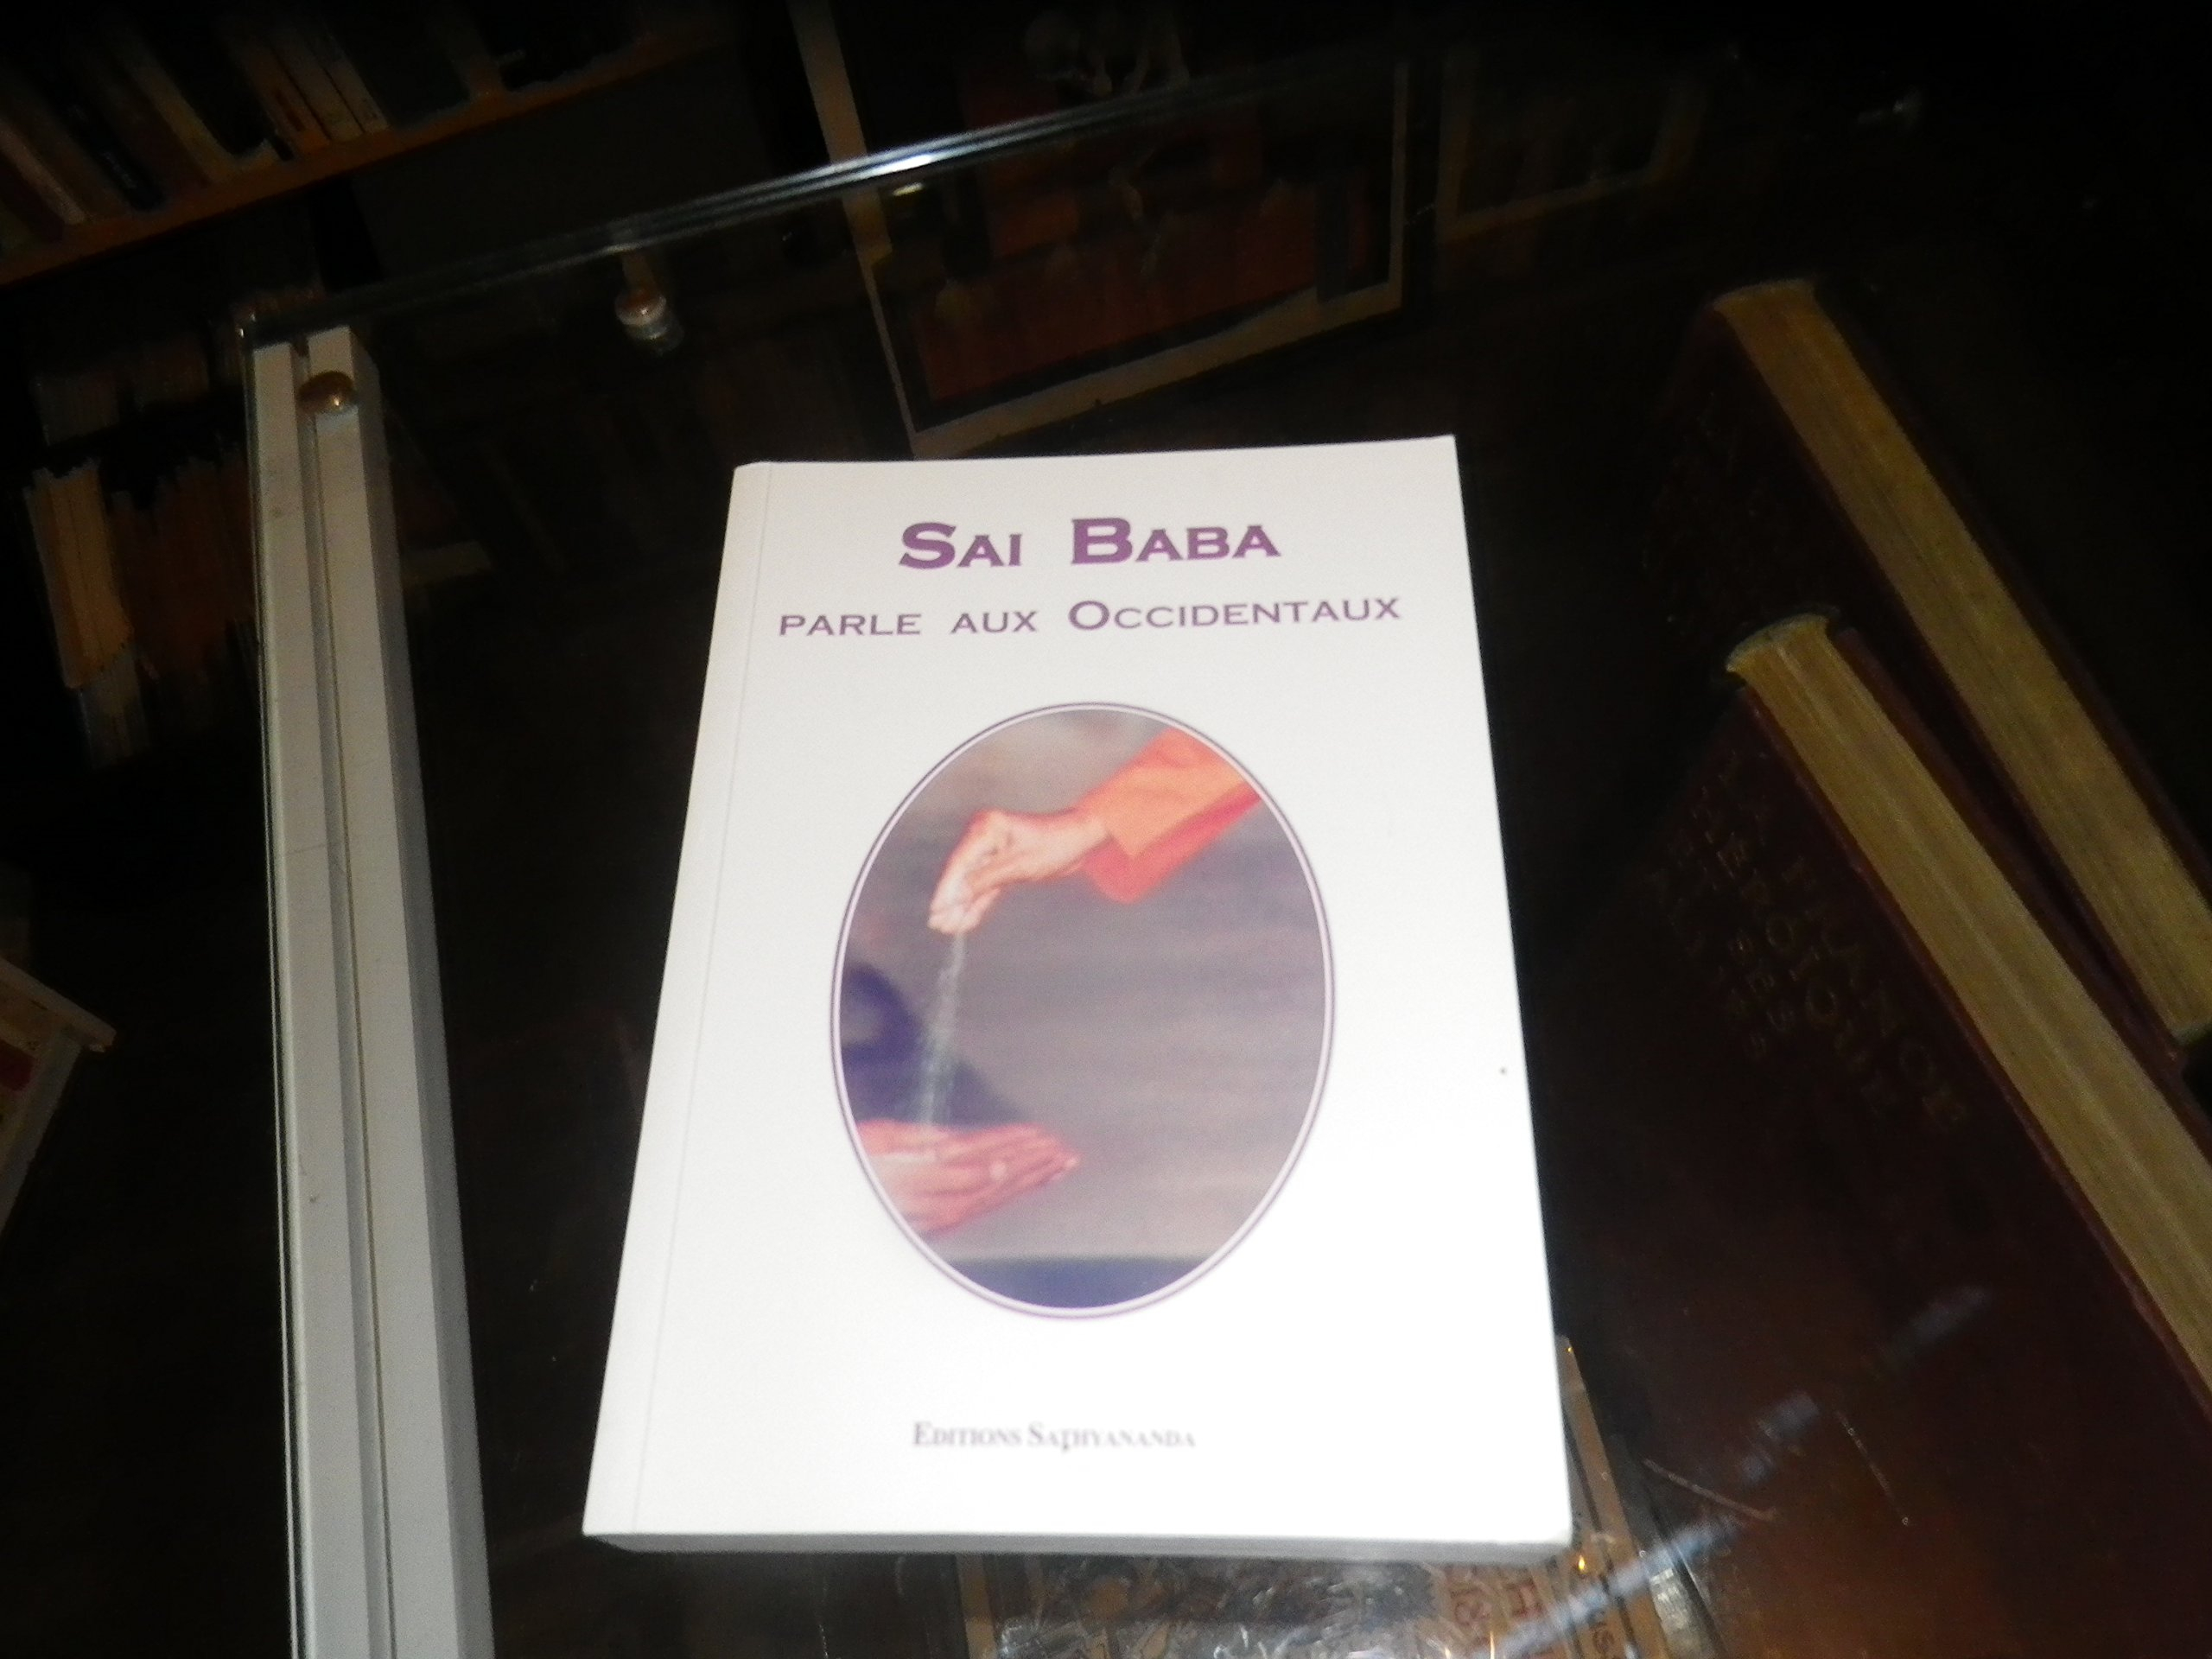 SAI BABA
PARLE AUX OCCIDENTAUX
EDITIONS SATHYANANDA